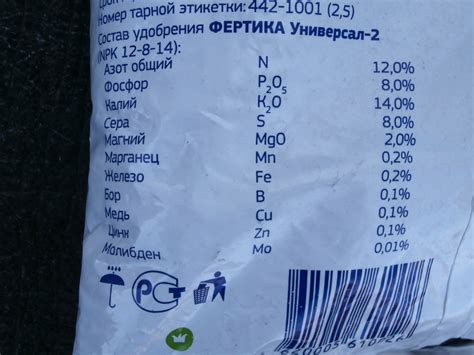 Номер тарной этикетки: 442-1001 (2,5)
Состав удобрения ФЕРТИКА Универсал-2
(NPK 12-8-14):
Азот общий N 12,0%
Фосфор P2O5 8,0%
Калий K2O 14,0%
Сера S 8,0%
Магний MgO 2,0%
Марганец Mn 0,2%
Железо Fe 0,2%
Бор B 0,1%
Медь Cu 0,1%
Цинк Zn 0,1%
Молибден Mo 0,01%
РСТ